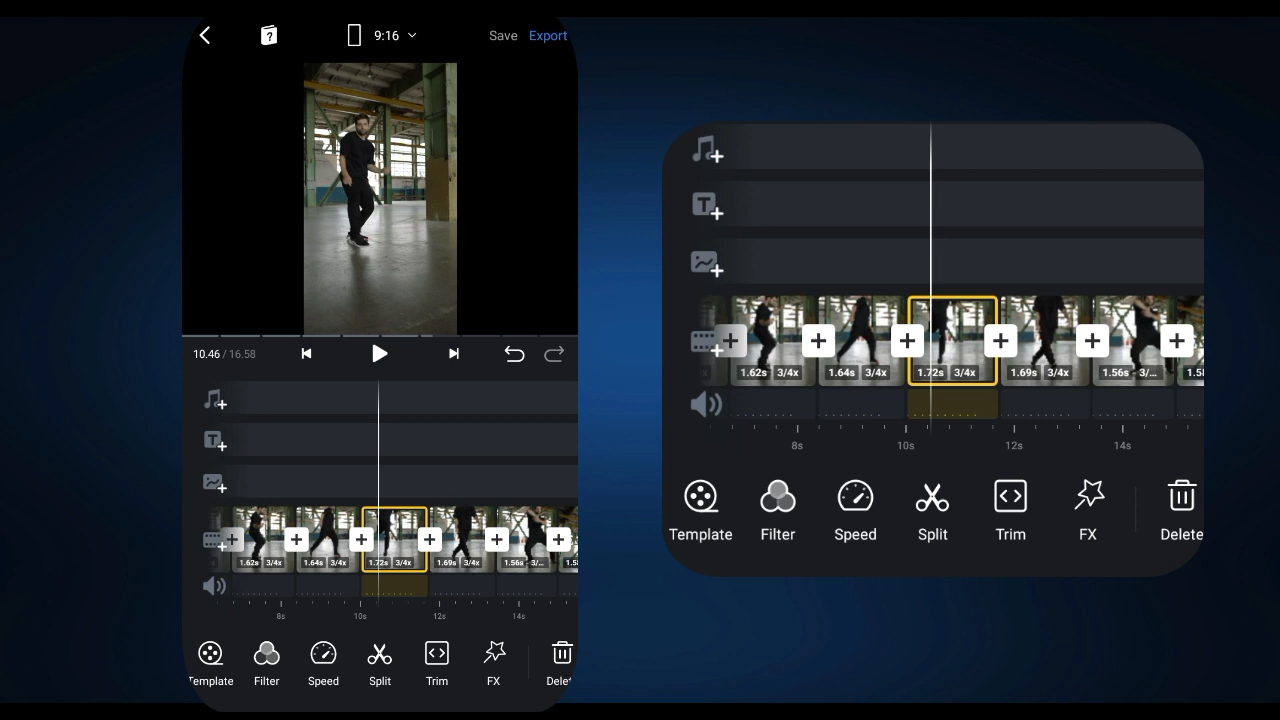 9:16
Save
Export
10.46 / 16.58
1.62s 3/4x
1.64s 3/4x
1.72s 3/4x
1.69s 3/4x
1.56s 3/...
8s
10s
12s
14s
Template
Filter
Speed
Split
Trim
FX
T
1.62s 3/4x
1.64s 3/4x
1.72s 3/4x
1.69s 3/4x
1.56s 3/...
8s
10s
12s
14s
Template
Filter
Speed
Split
Trim
FX
Delete